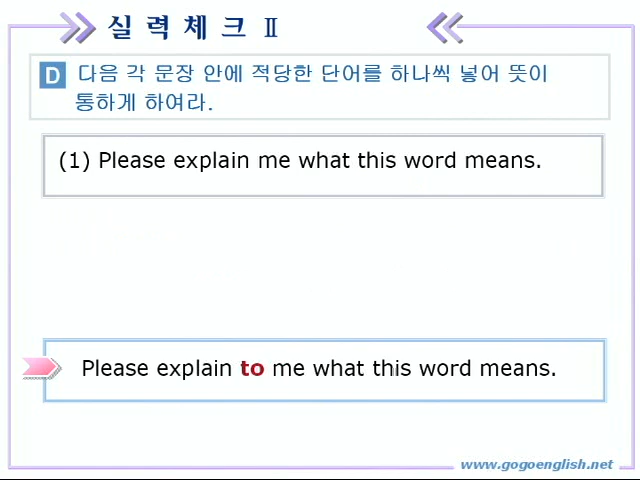 실 력 체 크 Ⅱ
D 다음 각 문장 안에 적당한 단어를 하나씩 넣어 뜻이
통하게 하여라.
(1) Please explain me what this word means.
Please explain to me what this word means.
www.gogoenglish.net